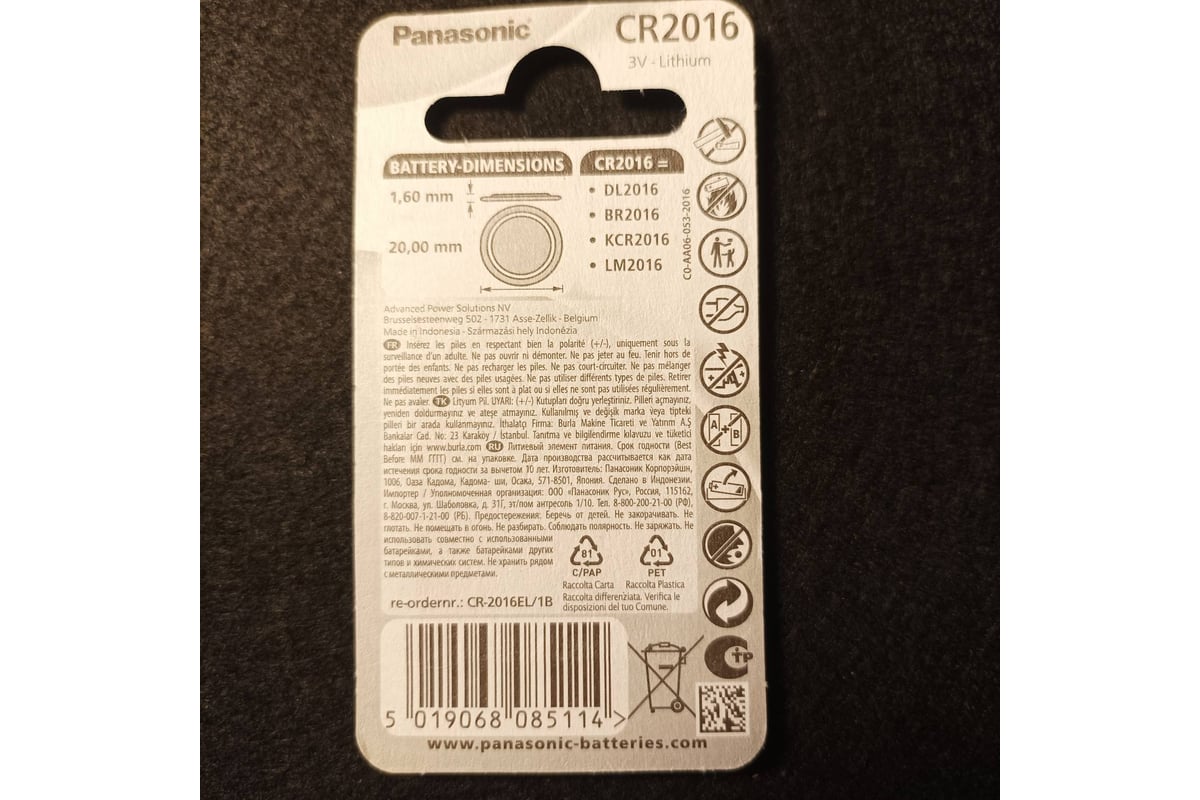 Panasonic
CR2016
3V - Lithium
BATTERY-DIMENSIONS
1,60 mm
20,00 mm
CR2016 =
• DL2016
• BR2016
• KCR2016
• LM2016
C0-AA06-053-2016
Advanced Power Solutions NV
Brusselsesteenweg 502 - 1731 Asse-Zellik - Belgium
Made in Indonesia - Származási hely Indonézia
FR Insérez les piles en respectant bien la polarité (+/-), uniquement sous la
surveillance d'un adulte. Ne pas ouvrir ni démonter. Ne pas jeter au feu. Tenir hors de
portée des enfants. Ne pas recharger les piles. Ne pas court-circuiter. Ne pas mélanger
des piles neuves avec des piles usagées. Ne pas utiliser différents types de piles. Retirer
immédiatement les piles si elles sont à plat ou si elles ne sont pas utilisées régulièrement.
Ne pas avaler. TK Lityum Pil. UYARI: (+/-) Kutupları doğru yerleştiriniz. Pilleri açmayınız,
yeniden doldurmayınız ve ateşe atmayınız. Kullanılmış ve değişik marka veya tipteki
pilleri bir arada kullanmayınız. İthalatçı Firma: Burla Makine Ticareti ve Yatırım A.Ş
Bankalar Cad. No: 23 Karaköy / İstanbul. Tanıtma ve bilgilendirme kılavuzu ve tüketici
hakları için www.burla.com RU Литиевый элемент питания. Срок годности (Best
Before MM ГГГГ) см. на упаковке. Дата производства рассчитывается как дата
истечения срока годности за вычетом 10 лет. Изготовитель: Панасоник Корпорэйшн,
1006, Оаза Кадома, Кадома- ши, Осака, 571-8501, Япония. Сделано в Индонезии.
Импортер / Уполномоченная организация: ООО «Панасоник Рус», Россия, 115162,
г. Москва, ул. Шаболовка, д. 31Г, эт/пом антресоль 1/10. Тел. 8-800-200-21-00 (РФ),
8-820-007-1-21-00 (РБ). Предостережения: Беречь от детей. Не закорачивать. Не
глотать. Не помещать в огонь. Не разбирать. Соблюдать полярность. Не заряжать. Не
использовать совместно с использованными
батарейками, а также батарейками других
типов и химических систем. Не хранить рядом
с металлическими предметами.
81
C/PAP
Raccolta Carta
01
PET
Raccolta Plastica
Raccolta differenziata. Verifica le
disposizioni del tuo Comune.
re-ordernr.: CR-2016EL/1B
A + B
СТР
5 019068 085114 >
www.panasonic-batteries.com